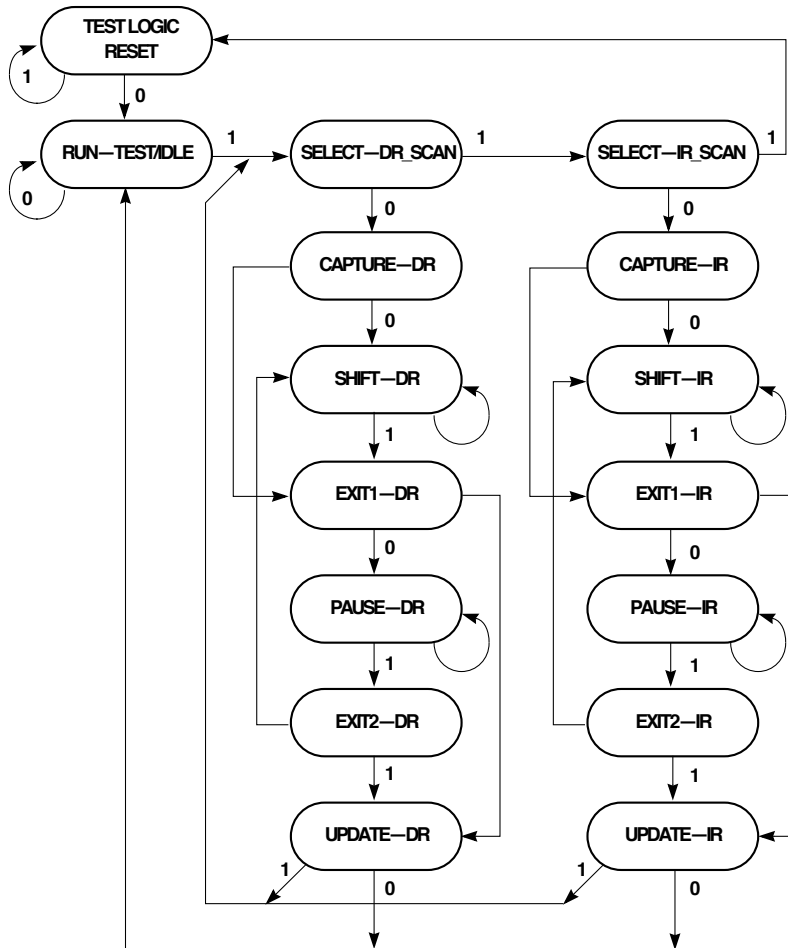 TEST LOGIC
RESET
1
0
RUN—TEST/IDLE
1
SELECT—DR_SCAN
1
SELECT—IR_SCAN
1
0
0
0
CAPTURE—DR
CAPTURE—IR
0
0
SHIFT—DR
SHIFT—IR
1
1
EXIT1—DR
EXIT1—IR
0
0
PAUSE—DR
PAUSE—IR
1
1
EXIT2—DR
EXIT2—IR
1
1
UPDATE—DR
UPDATE—IR
1
0
1
0